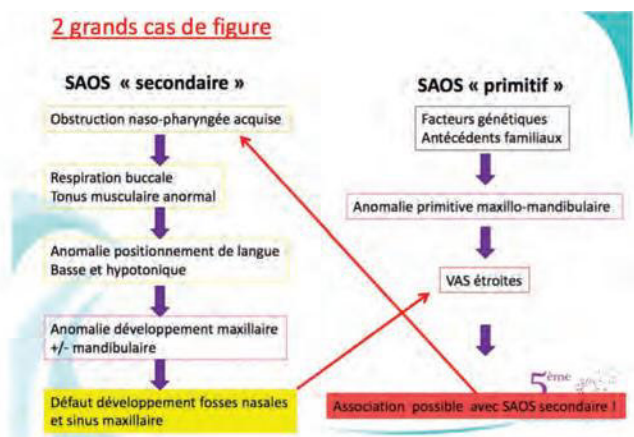 2 grands cas de figure
SAOS « secondaire »
Obstruction naso-pharyngée acquise
Respiration buccale
Tonus musculaire anormal
Anomalie positionnement de langue
Basse et hypotonique
Anomalie développement maxillaire
+/- mandibulaire
Défaut développement fosses nasales
et sinus maxillaire
SAOS « primitif »
Facteurs génétiques
Antécédents familiaux
Anomalie primitive maxillo-mandibulaire
VAS étroites
5ème
Association possible avec SAOS secondaire !